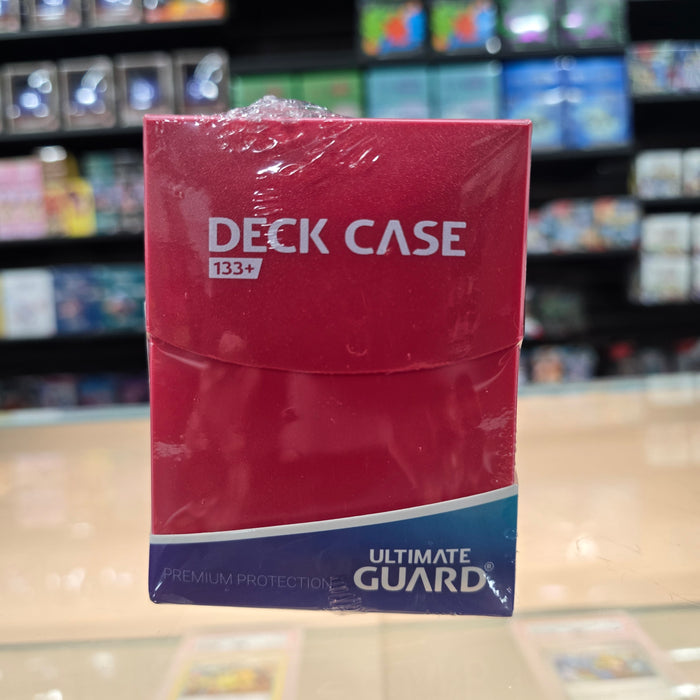 DECK CASE
133+
PREMIUM PROTECTION
ULTIMATE
GUARD®